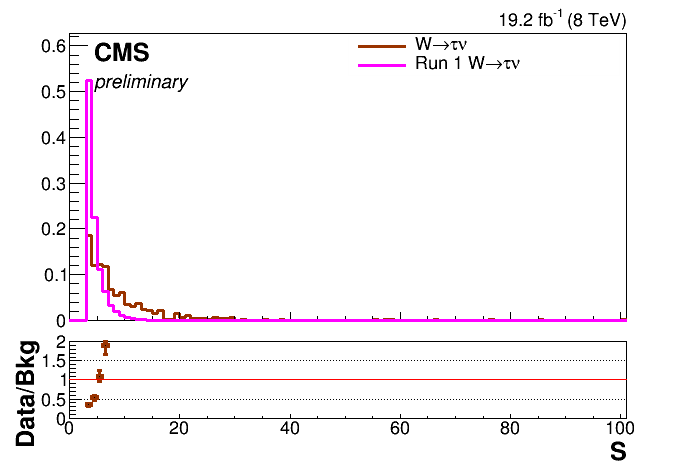 19.2 fb-1 (8 TeV)
CMS
preliminary
W→τν
Run 1 W→τν
0.6
0.5
0.4
0.3
0.2
0.1
0
Data/Bkg
2
1.5
1
0.5
0
0 20 40 60 80 100
S